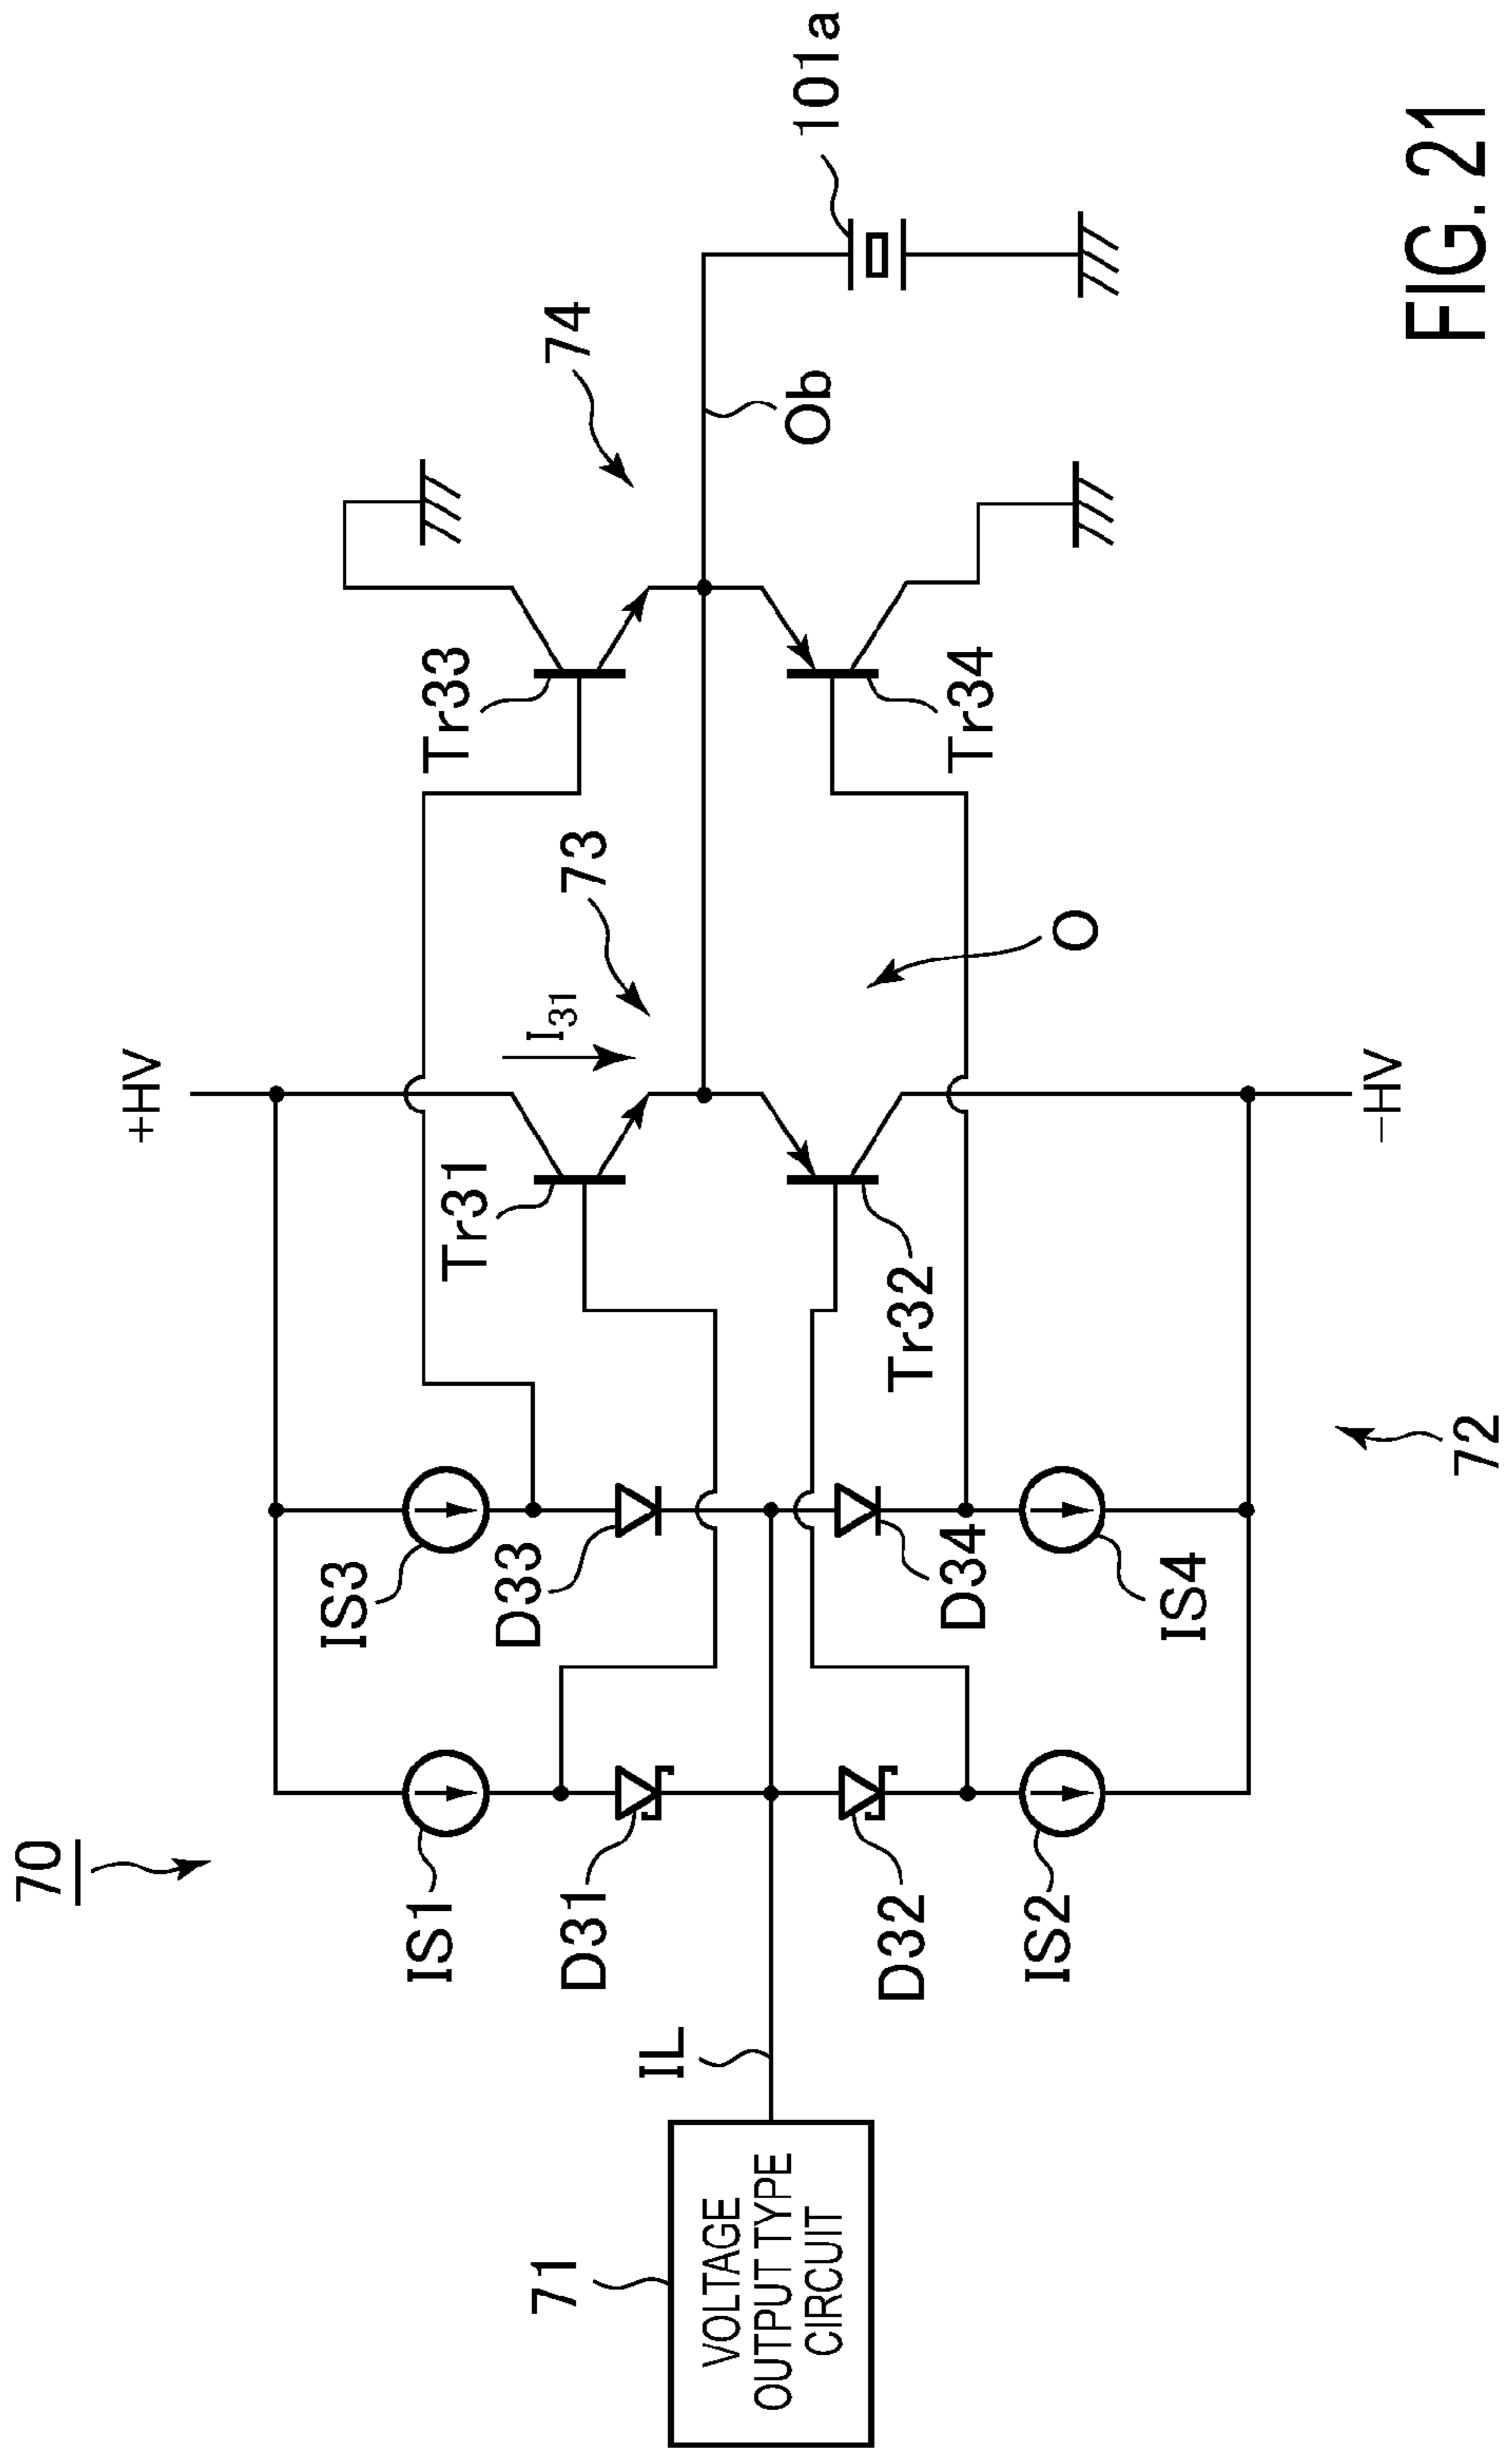 70
+HV
IS1
IS3
Tr31
I31
73
Tr33
74
D31
D33
71
VOLTAGE
OUTPUT TYPE
CIRCUIT
IL
Ob
101a
D32
D34
Tr32
O
Tr34
IS2
IS4
72
−HV
FIG. 21